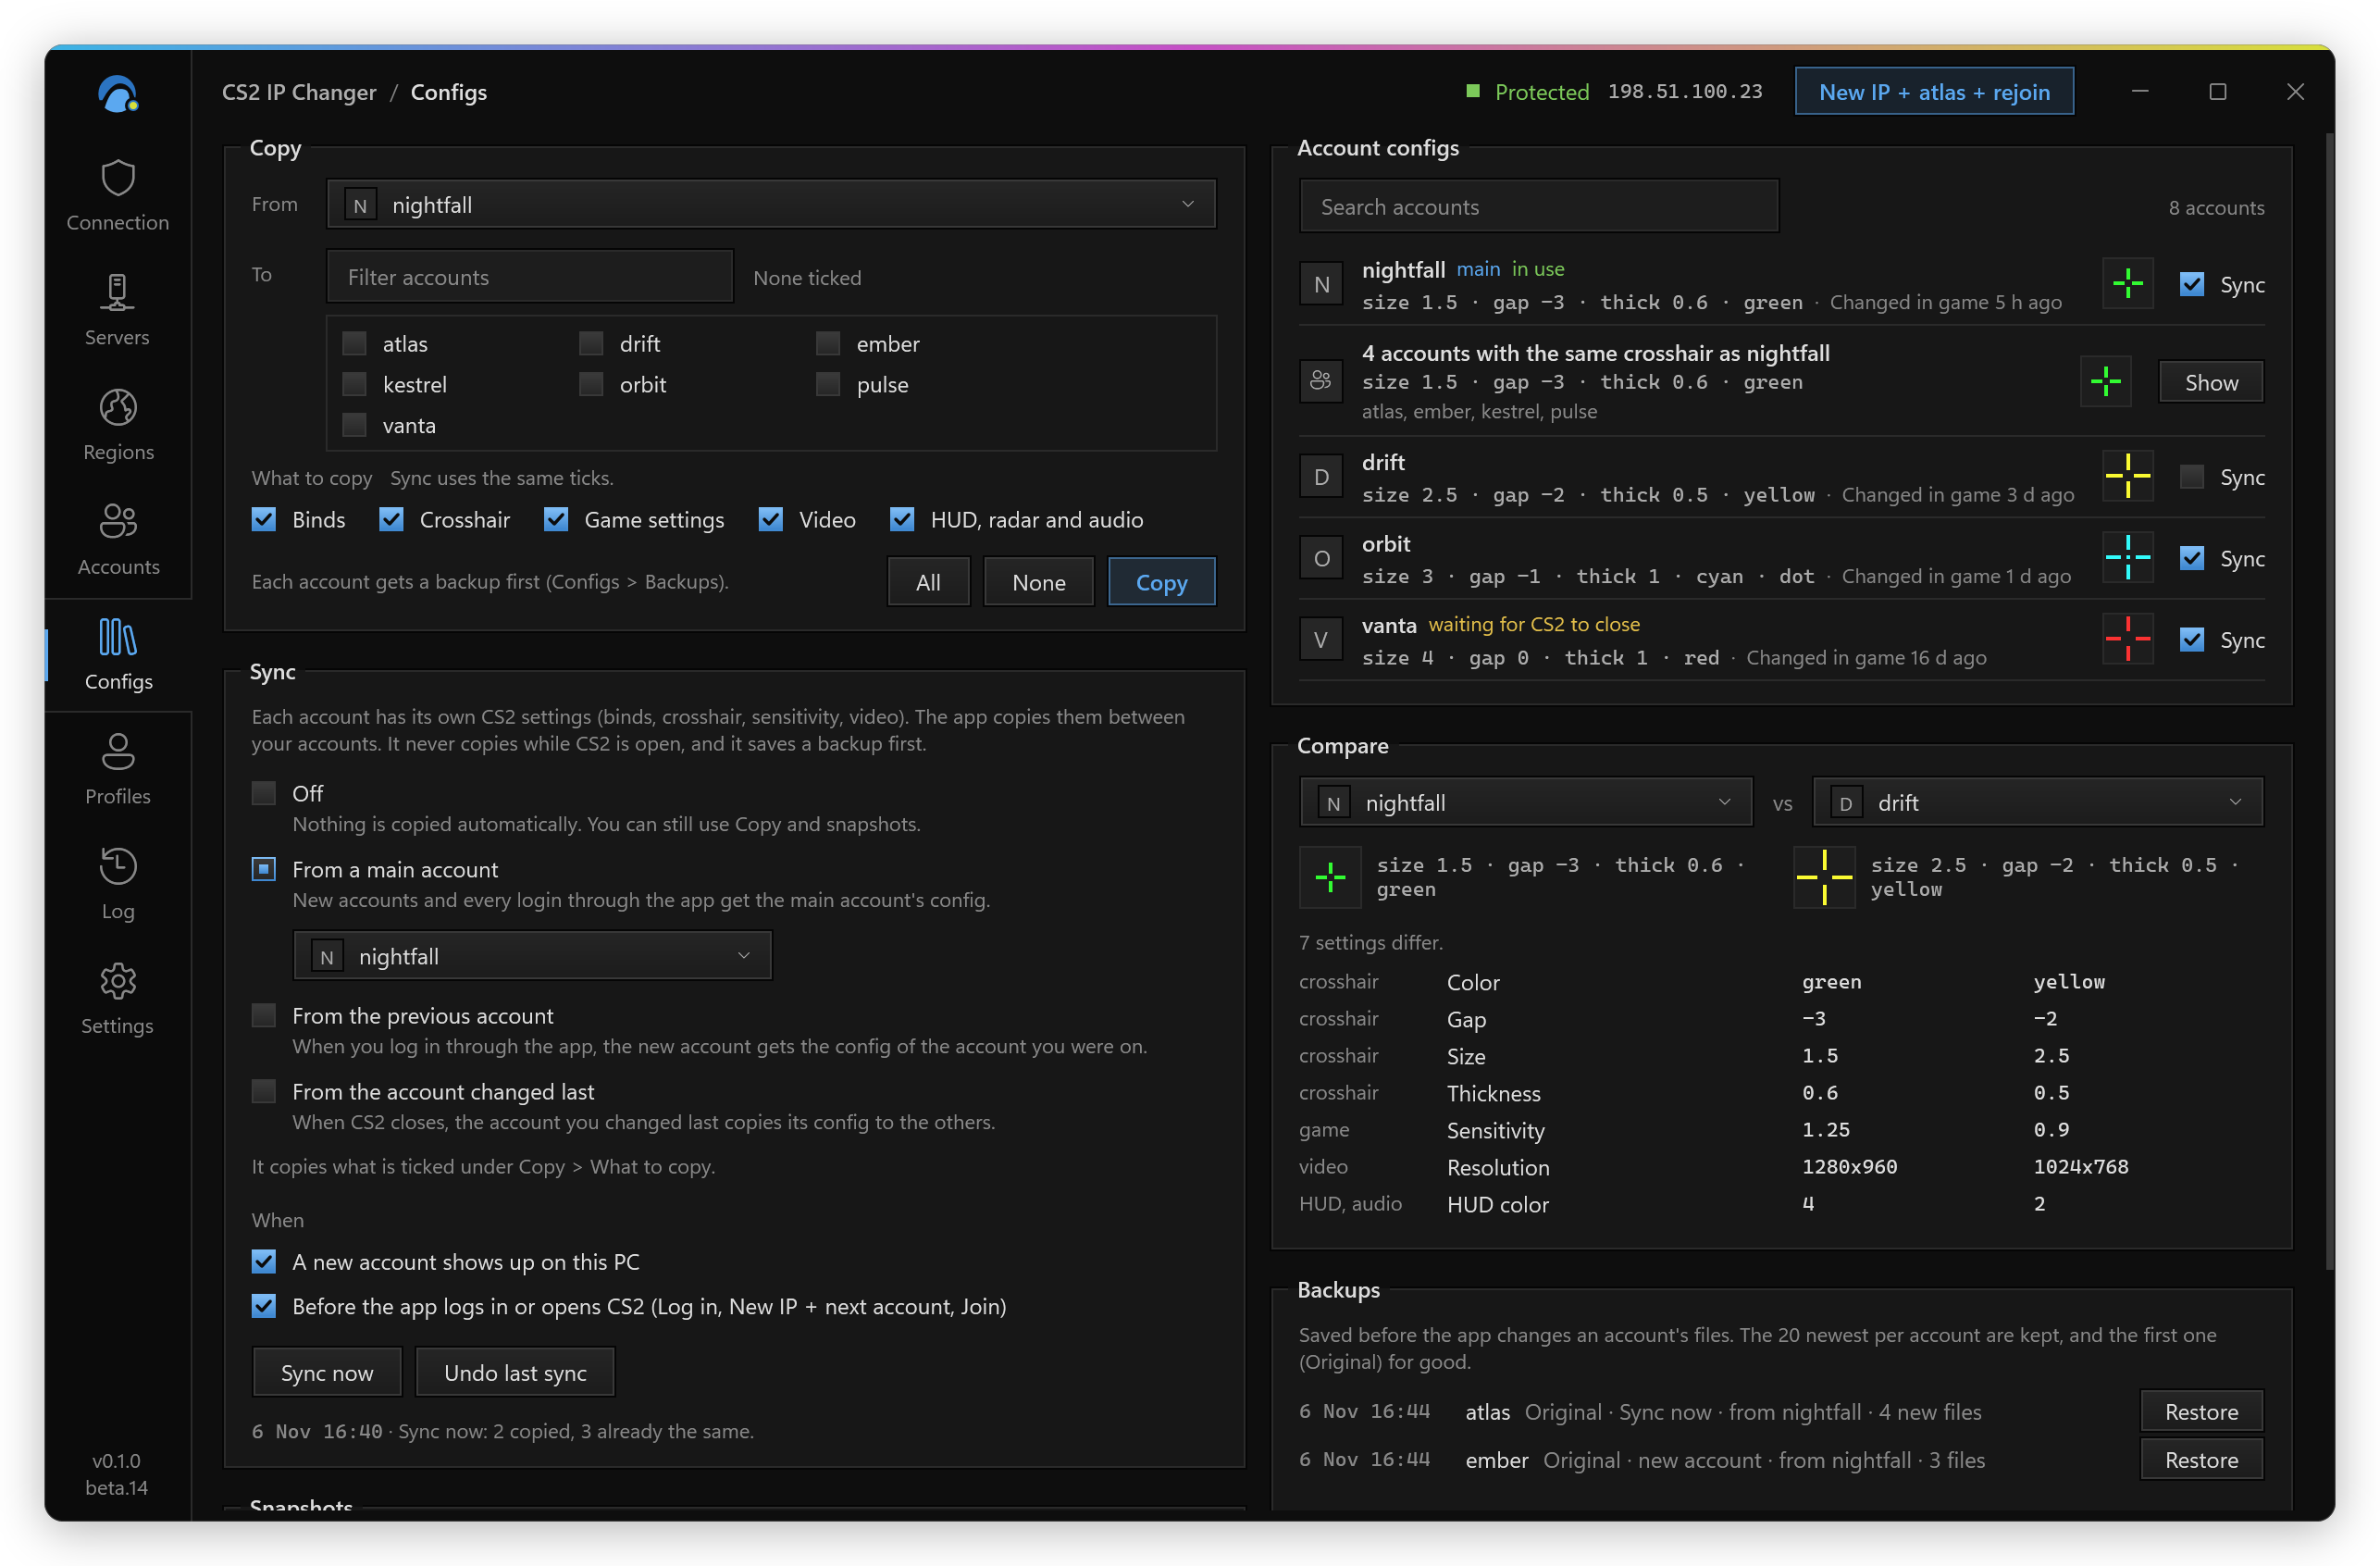 CS2 IP Changer / Configs
Protected 198.51.100.23
New IP + atlas + rejoin
Connection
Servers
Regions
Accounts
Configs
Profiles
Log
Settings
v0.1.0
beta.14
Copy
From
N nightfall
To
Filter accounts
None ticked
atlas drift ember
kestrel orbit pulse
vanta
What to copy Sync uses the same ticks.
Binds Crosshair Game settings Video HUD, radar and audio
Each account gets a backup first (Configs > Backups).
All None Copy
Sync
Each account has its own CS2 settings (binds, crosshair, sensitivity, video). The app copies them between
your accounts. It never copies while CS2 is open, and it saves a backup first.
Off
Nothing is copied automatically. You can still use Copy and snapshots.
From a main account
New accounts and every login through the app get the main account's config.
N nightfall
From the previous account
When you log in through the app, the new account gets the config of the account you were on.
From the account changed last
When CS2 closes, the account you changed last copies its config to the others.
It copies what is ticked under Copy > What to copy.
When
A new account shows up on this PC
Before the app logs in or opens CS2 (Log in, New IP + next account, Join)
Sync now Undo last sync
6 Nov 16:40 · Sync now: 2 copied, 3 already the same.
Snapshots
Account configs
Search accounts
8 accounts
N nightfall main in use
size 1.5 · gap −3 · thick 0.6 · green · Changed in game 5 h ago
Sync
4 accounts with the same crosshair as nightfall
size 1.5 · gap −3 · thick 0.6 · green
atlas, ember, kestrel, pulse
Show
D drift
size 2.5 · gap −2 · thick 0.5 · yellow · Changed in game 3 d ago
Sync
O orbit
size 3 · gap −1 · thick 1 · cyan · dot · Changed in game 1 d ago
Sync
V vanta waiting for CS2 to close
size 4 · gap 0 · thick 1 · red · Changed in game 16 d ago
Sync
Compare
N nightfall vs D drift
size 1.5 · gap −3 · thick 0.6 ·
green
size 2.5 · gap −2 · thick 0.5 ·
yellow
7 settings differ.
crosshair Color green yellow
crosshair Gap −3 −2
crosshair Size 1.5 2.5
crosshair Thickness 0.6 0.5
game Sensitivity 1.25 0.9
video Resolution 1280x960 1024x768
HUD, audio HUD color 4 2
Backups
Saved before the app changes an account's files. The 20 newest per account are kept, and the first one
(Original) for good.
6 Nov 16:44 atlas Original · Sync now · from nightfall · 4 new files Restore
6 Nov 16:44 ember Original · new account · from nightfall · 3 files Restore